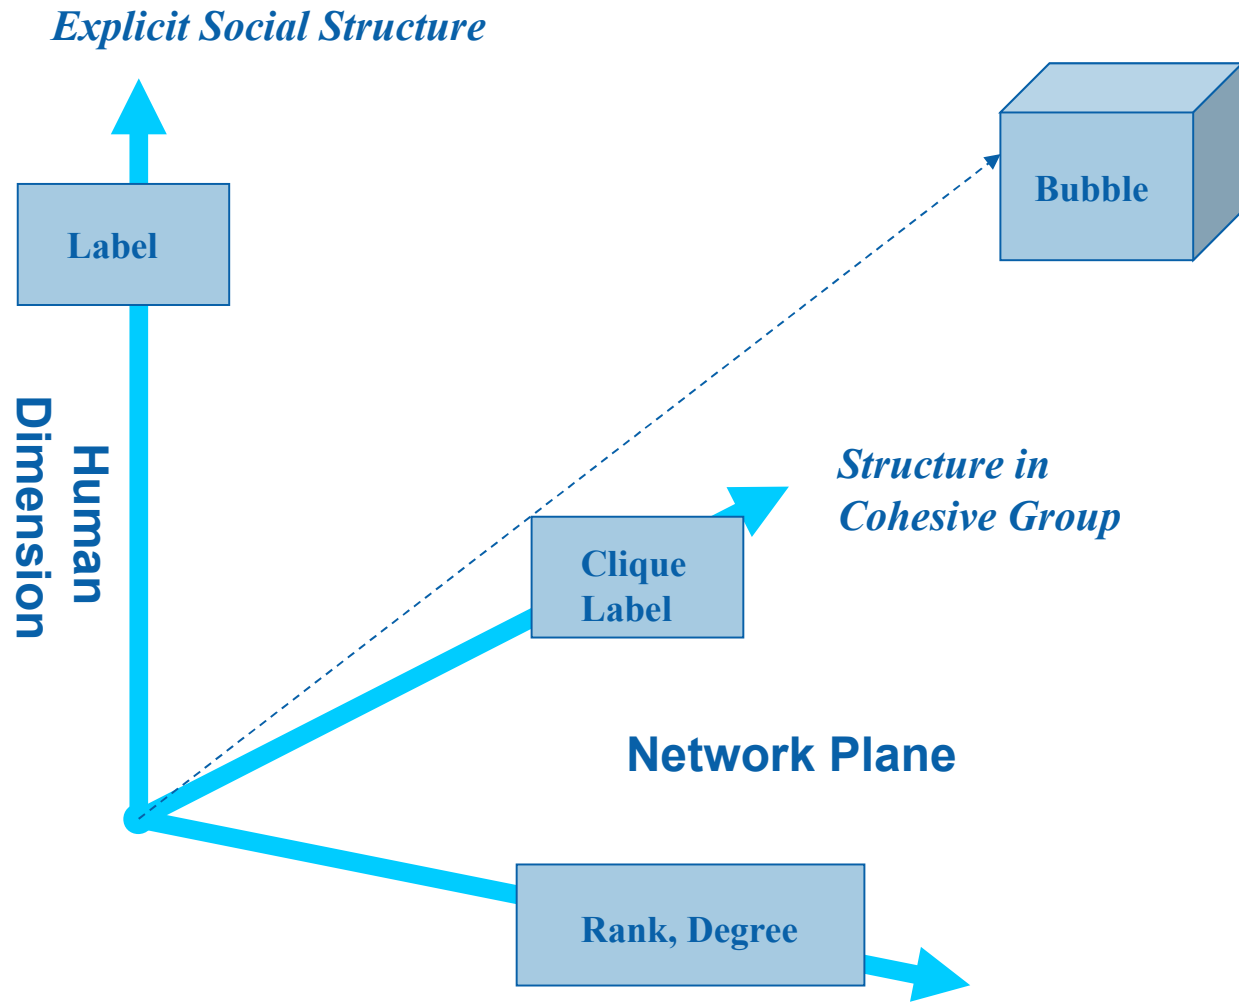 Explicit Social Structure
Bubble
Label
Human
Dimension
Structure in
Cohesive Group
Clique
Label
Network Plane
Rank, Degree